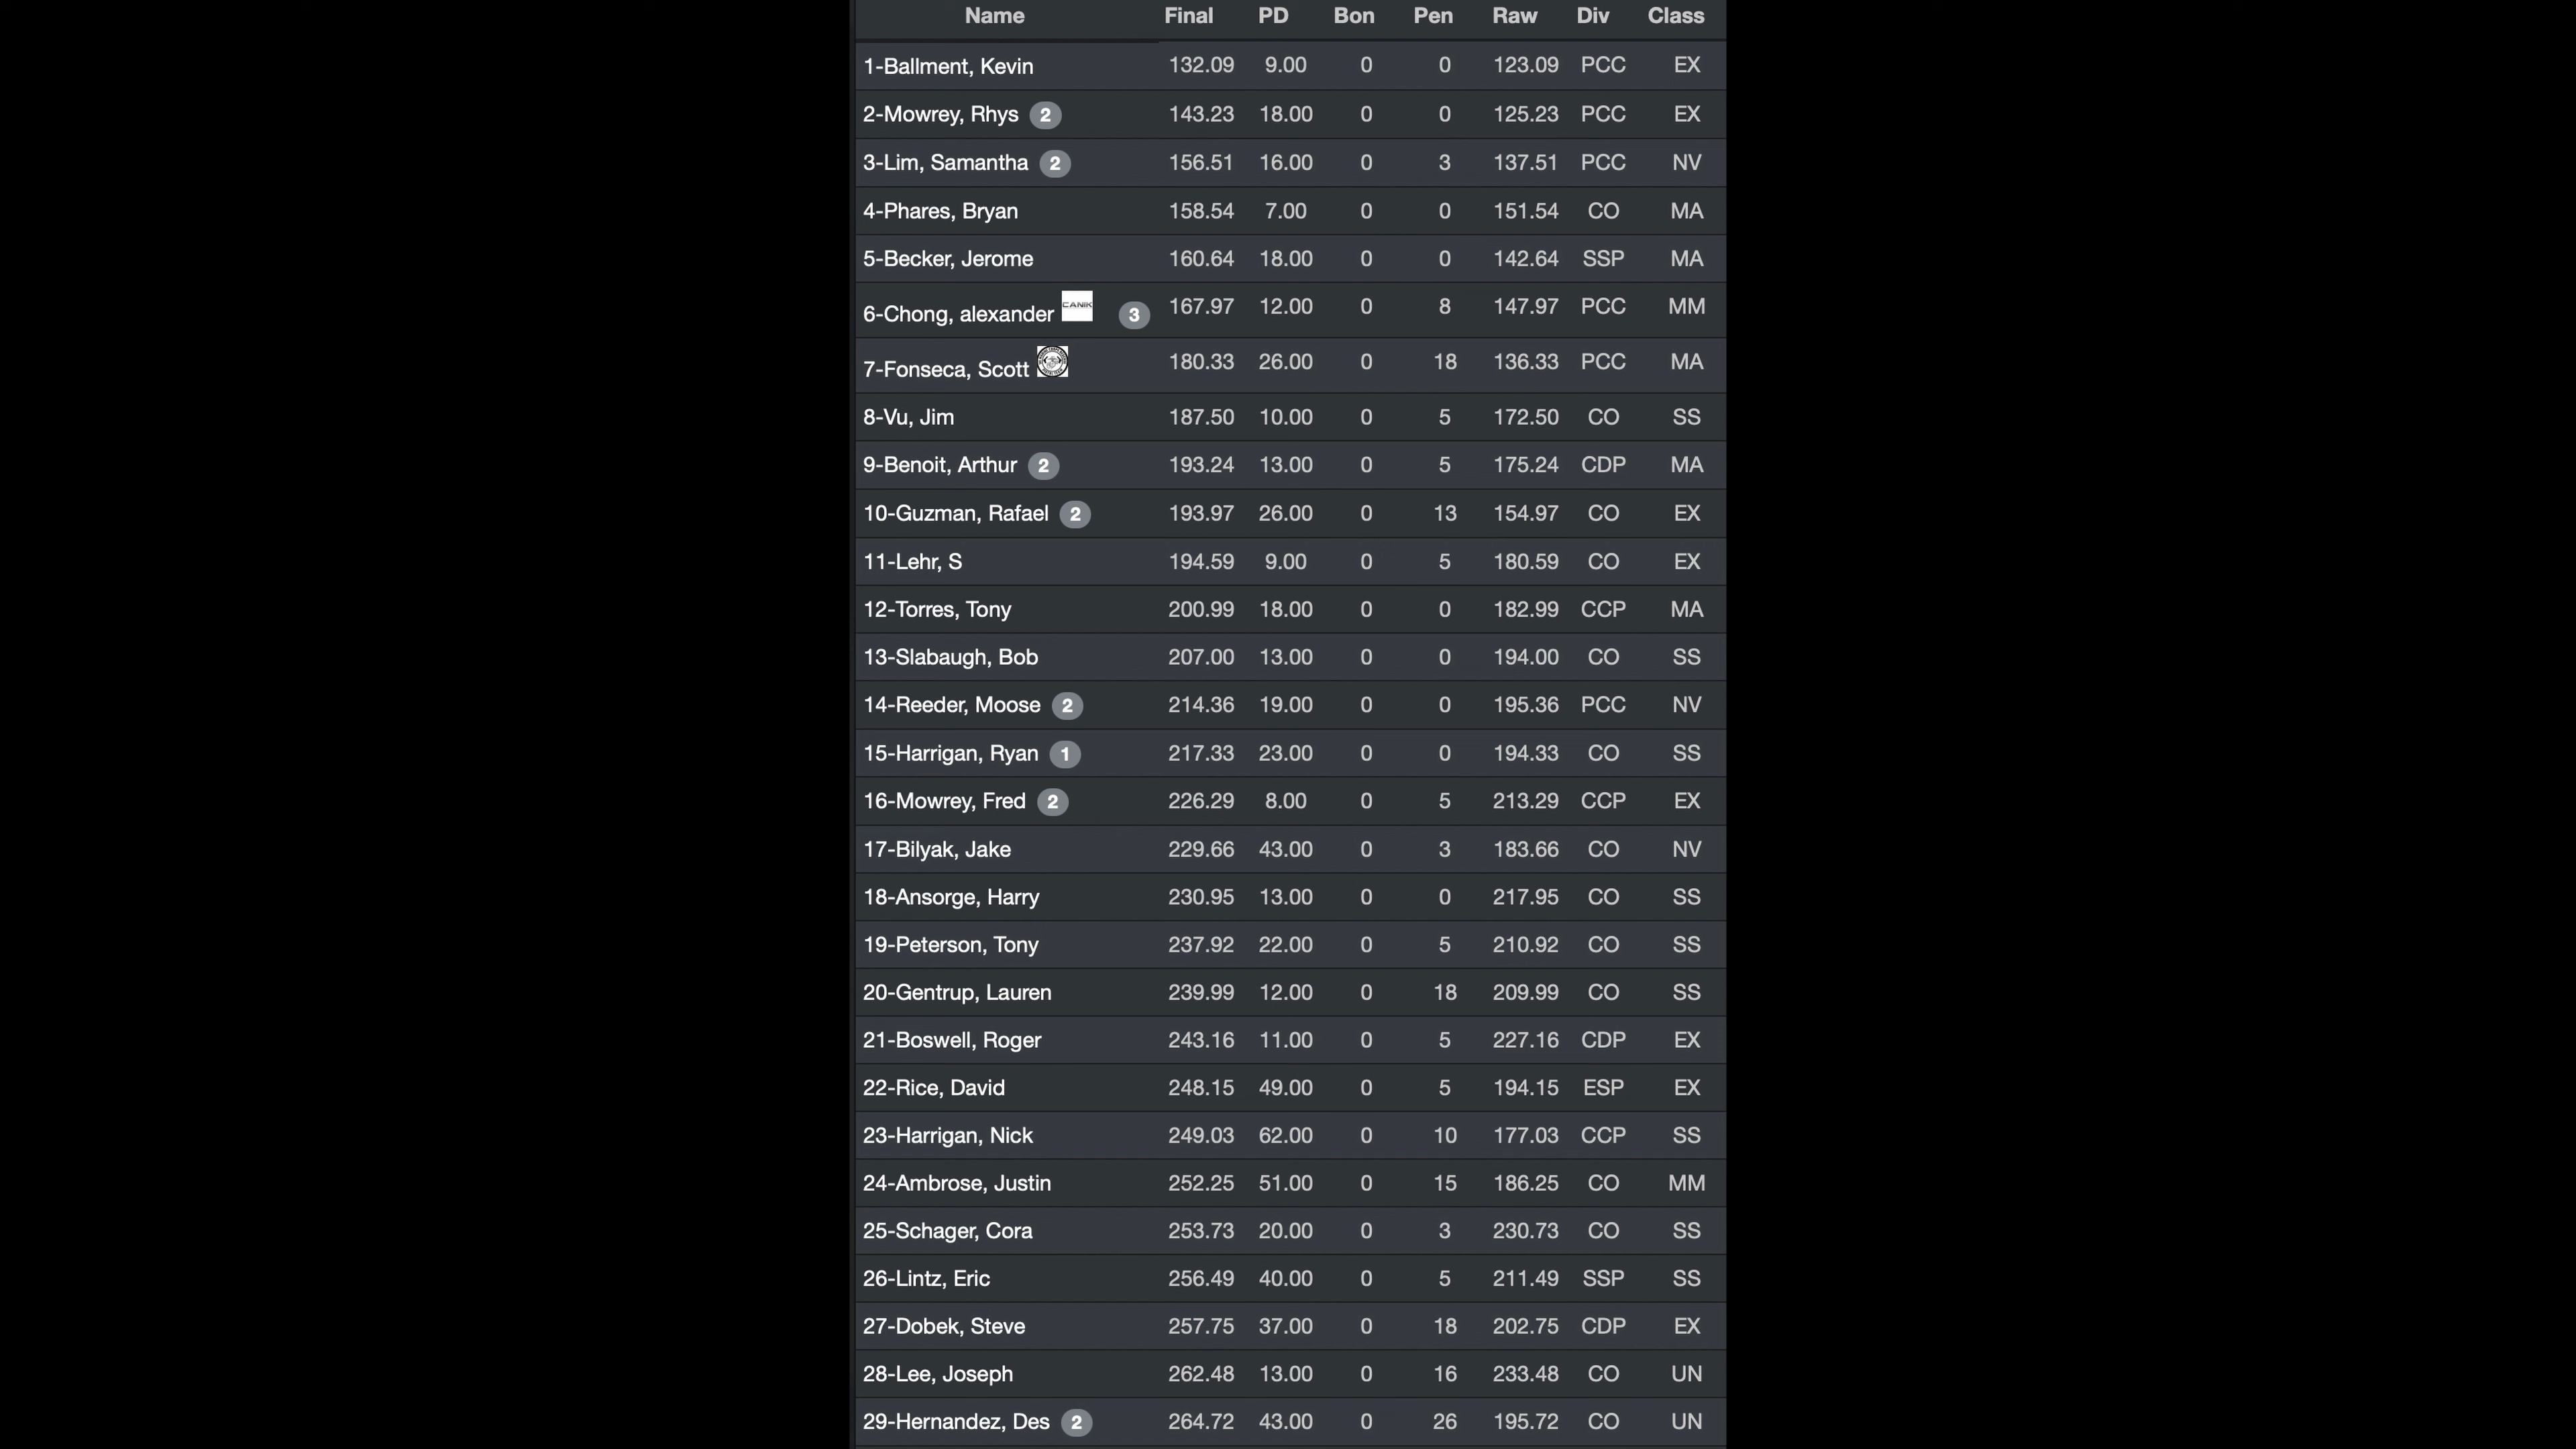 Name Final PD Bon Pen Raw Div Class
1-Ballment, Kevin 132.09 9.00 0 0 123.09 PCC EX
2-Mowrey, Rhys 2 143.23 18.00 0 0 125.23 PCC EX
3-Lim, Samantha 2 156.51 16.00 0 3 137.51 PCC NV
4-Phares, Bryan 158.54 7.00 0 0 151.54 CO MA
5-Becker, Jerome 160.64 18.00 0 0 142.64 SSP MA
6-Chong, alexander CANIK 3 167.97 12.00 0 8 147.97 PCC MM
7-Fonseca, Scott 180.33 26.00 0 18 136.33 PCC MA
8-Vu, Jim 187.50 10.00 0 5 172.50 CO SS
9-Benoit, Arthur 2 193.24 13.00 0 5 175.24 CDP MA
10-Guzman, Rafael 2 193.97 26.00 0 13 154.97 CO EX
11-Lehr, S 194.59 9.00 0 5 180.59 CO EX
12-Torres, Tony 200.99 18.00 0 0 182.99 CCP MA
13-Slabaugh, Bob 207.00 13.00 0 0 194.00 CO SS
14-Reeder, Moose 2 214.36 19.00 0 0 195.36 PCC NV
15-Harrigan, Ryan 1 217.33 23.00 0 0 194.33 CO SS
16-Mowrey, Fred 2 226.29 8.00 0 5 213.29 CCP EX
17-Bilyak, Jake 229.66 43.00 0 3 183.66 CO NV
18-Ansorge, Harry 230.95 13.00 0 0 217.95 CO SS
19-Peterson, Tony 237.92 22.00 0 5 210.92 CO SS
20-Gentrup, Lauren 239.99 12.00 0 18 209.99 CO SS
21-Boswell, Roger 243.16 11.00 0 5 227.16 CDP EX
22-Rice, David 248.15 49.00 0 5 194.15 ESP EX
23-Harrigan, Nick 249.03 62.00 0 10 177.03 CCP SS
24-Ambrose, Justin 252.25 51.00 0 15 186.25 CO MM
25-Schager, Cora 253.73 20.00 0 3 230.73 CO SS
26-Lintz, Eric 256.49 40.00 0 5 211.49 SSP SS
27-Dobek, Steve 257.75 37.00 0 18 202.75 CDP EX
28-Lee, Joseph 262.48 13.00 0 16 233.48 CO UN
29-Hernandez, Des 2 264.72 43.00 0 26 195.72 CO UN